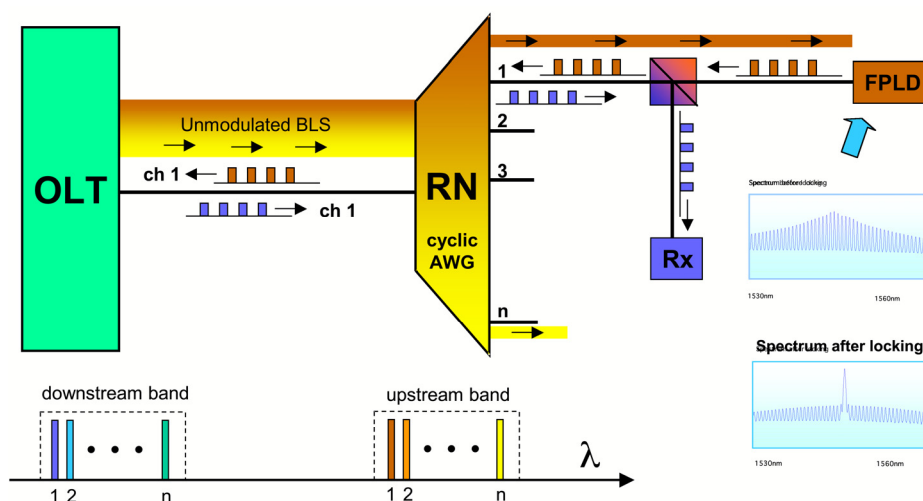 OLT
Unmodulated BLS
ch 1
ch 1
RN
cyclic
AWG
1
2
3
n
FPLD
Rx
1530nm
1560nm
Spectrum after locking
1530nm
1560nm
downstream band
upstream band
1 2
n
1 2
n
λ